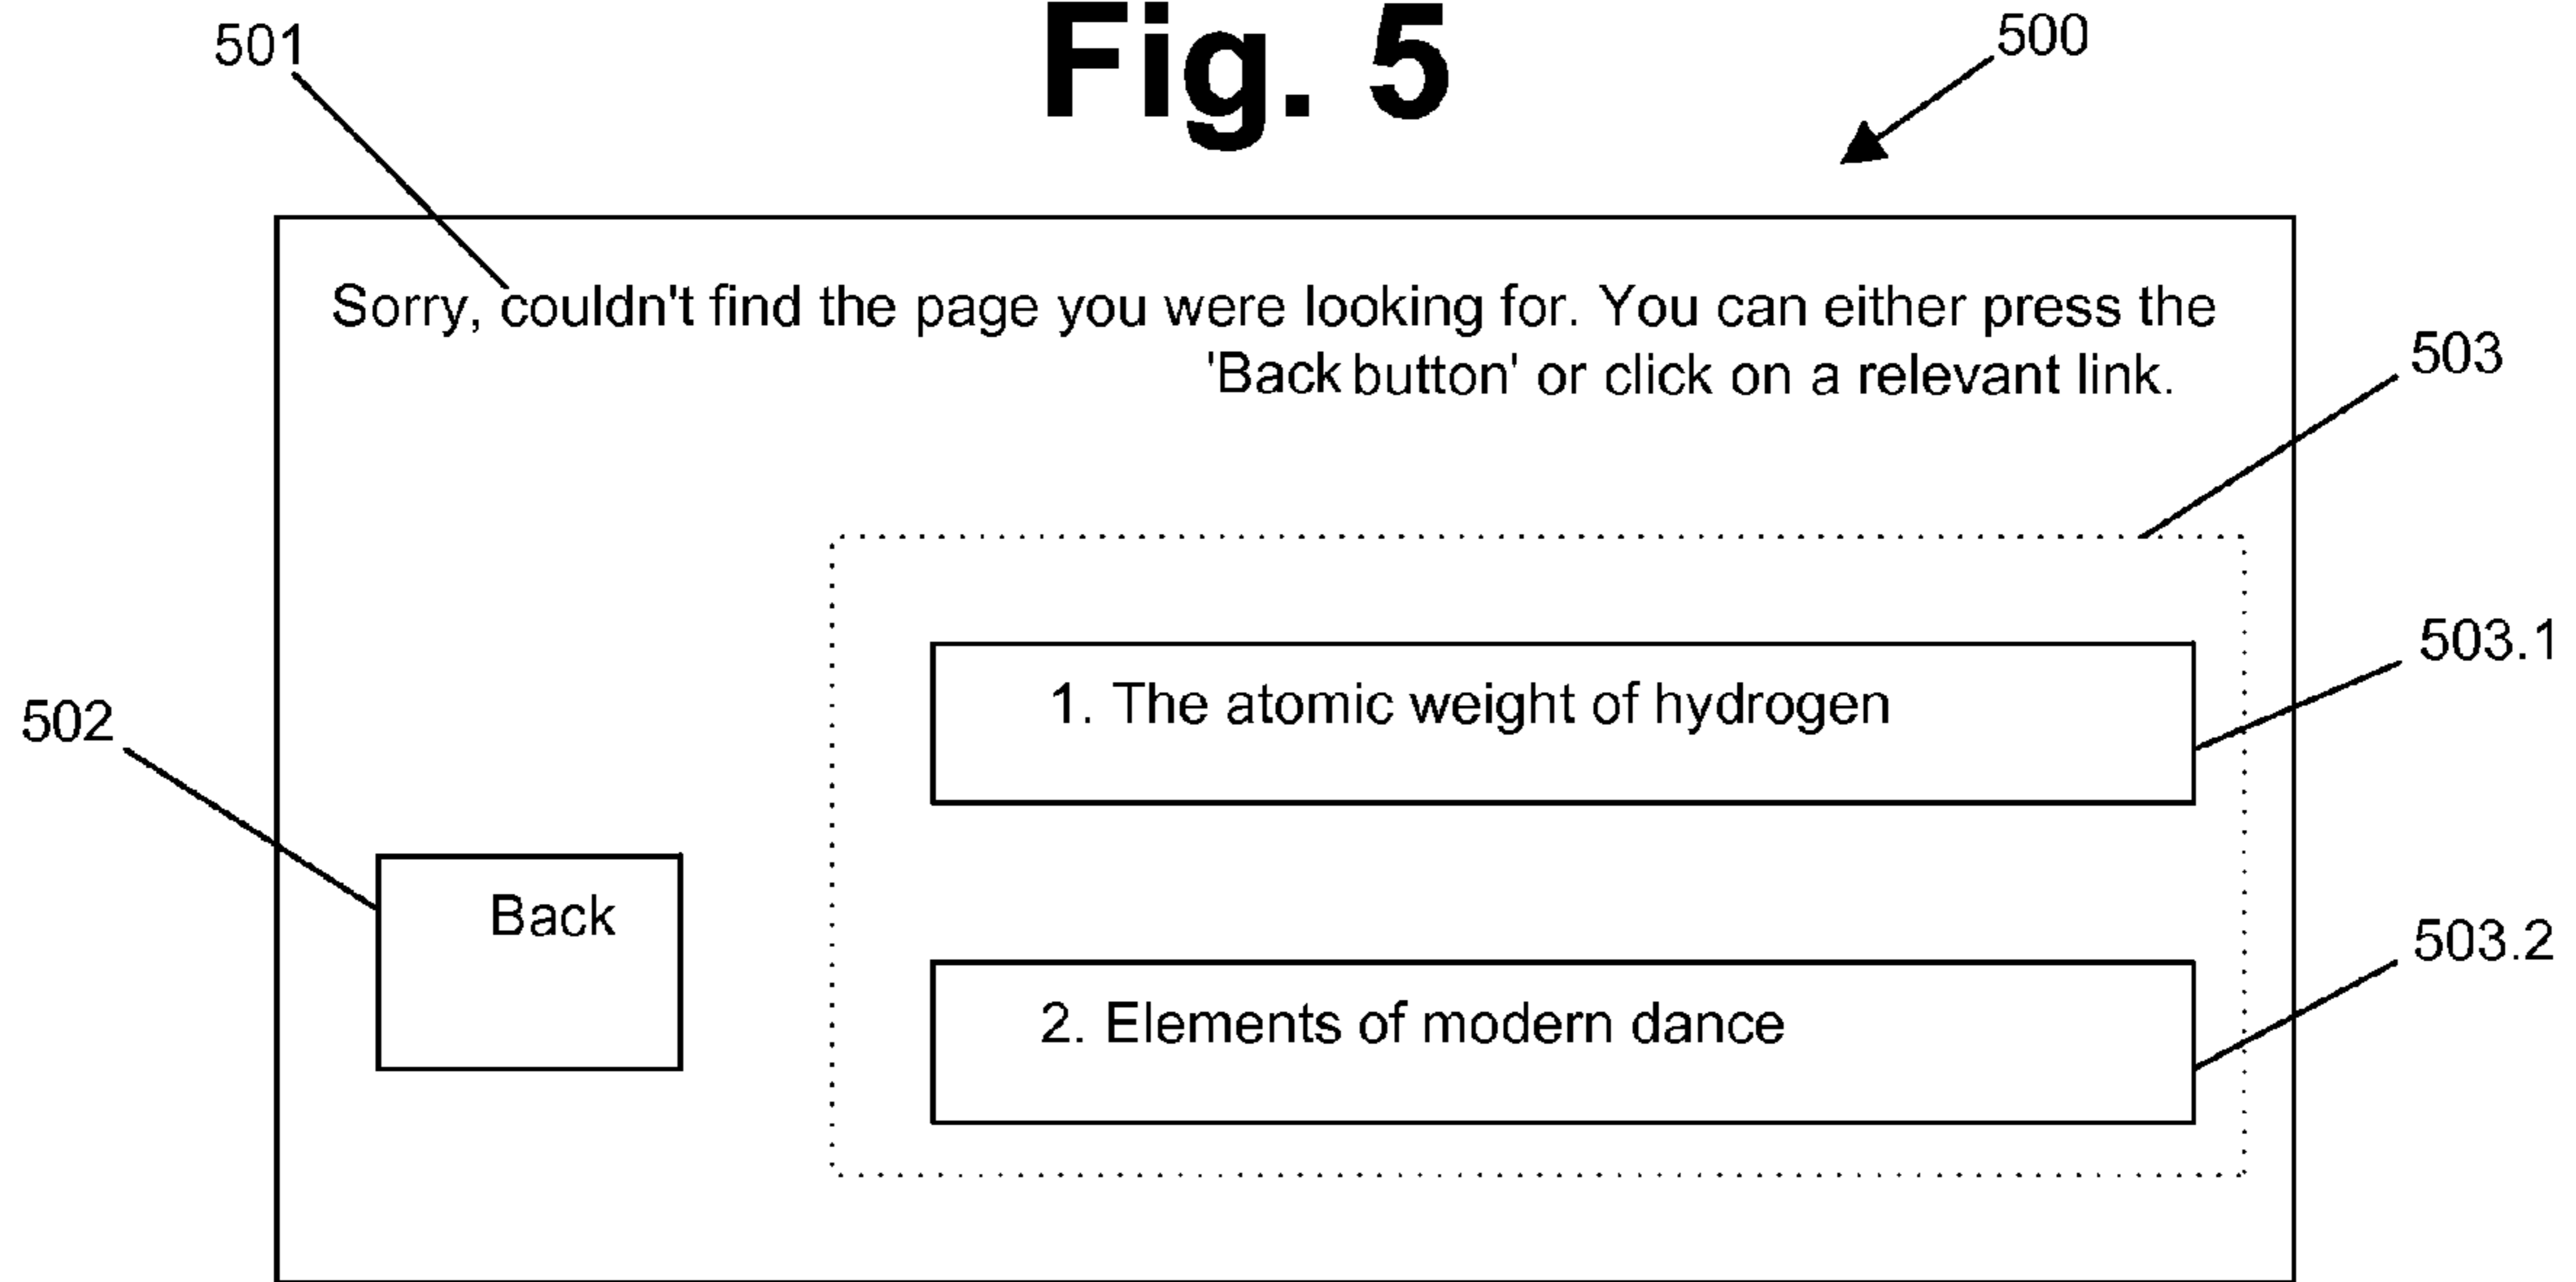 Fig. 5
501
500
Sorry, couldn't find the page you were looking for. You can either press the
'Back button' or click on a relevant link.
503
503.1
1. The atomic weight of hydrogen
502
Back
503.2
2. Elements of modern dance